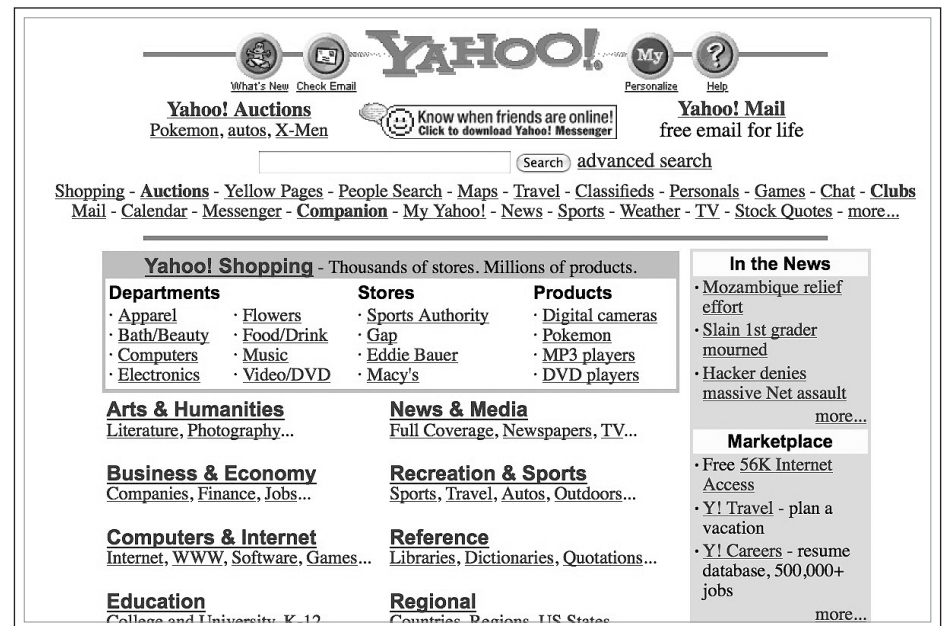 YAHOO!
My
?
What's New Check Email Personalize Help
Yahoo! Auctions
Pokemon, autos, X-Men
Know when friends are online!
Click to download Yahoo! Messenger
Yahoo! Mail
free email for life
Search advanced search
Shopping - Auctions - Yellow Pages - People Search - Maps - Travel - Classifieds - Personals - Games - Chat - Clubs
Mail - Calendar - Messenger - Companion - My Yahoo! - News - Sports - Weather - TV - Stock Quotes - more...
Yahoo! Shopping - Thousands of stores. Millions of products.
Departments
· Apparel
· Bath/Beauty
· Computers
· Electronics
· Flowers
· Food/Drink
· Music
· Video/DVD
Stores
· Sports Authority
· Gap
· Eddie Bauer
· Macy's
Products
· Digital cameras
· Pokemon
· MP3 players
· DVD players
Arts & Humanities
Literature, Photography...
Business & Economy
Companies, Finance, Jobs...
Computers & Internet
Internet, WWW, Software, Games...
Education
College and University, K-12
News & Media
Full Coverage, Newspapers, TV...
Recreation & Sports
Sports, Travel, Autos, Outdoors...
Reference
Libraries, Dictionaries, Quotations...
Regional
Countries, Regions, US States
In the News
· Mozambique relief
effort
· Slain 1st grader
mourned
· Hacker denies
massive Net assault
more...
Marketplace
· Free 56K Internet
Access
· Y! Travel - plan a
vacation
· Y! Careers - resume
database, 500,000+
jobs
more...